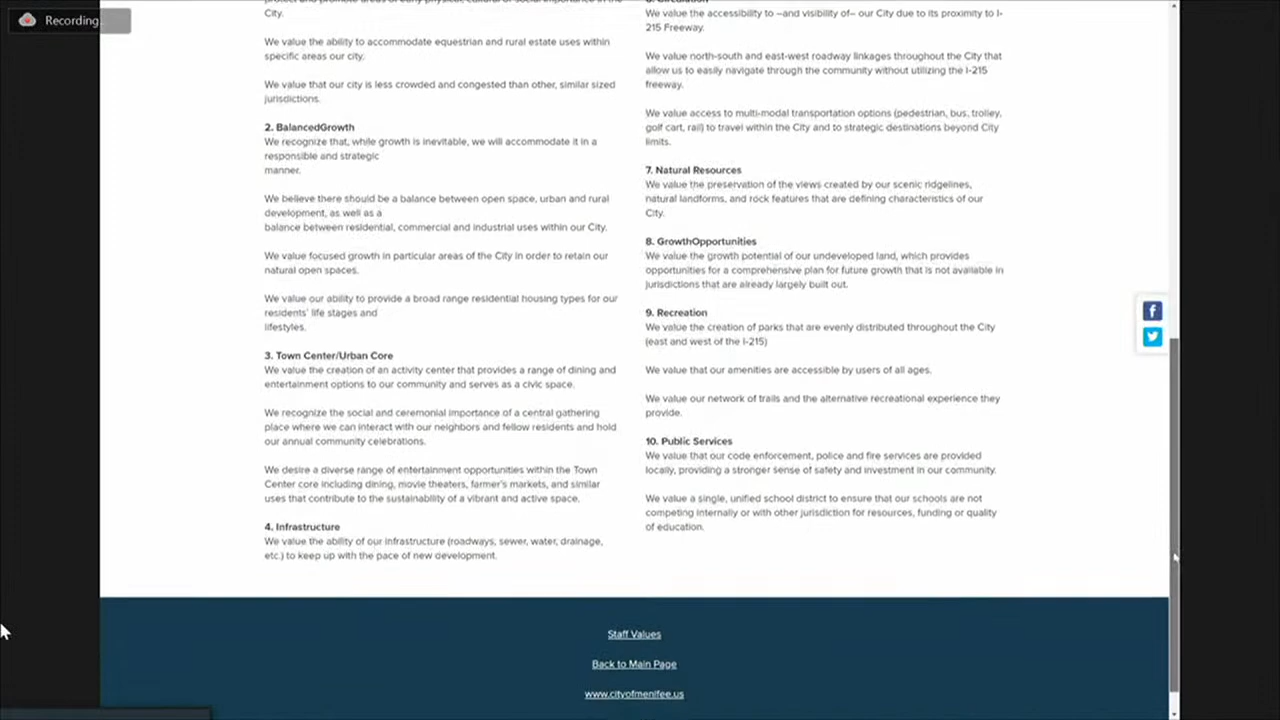 Recording
protect and promote areas of early physical, cultural or social importance in the
City.
We value the ability to accommodate equestrian and rural estate uses within
specific areas our city.
We value that our city is less crowded and congested than other, similar sized
jurisdictions.
2. BalancedGrowth
We recognize that, while growth is inevitable, we will accommodate it in a
responsible and strategic
manner.
We believe there should be a balance between open space, urban and rural
development, as well as a
balance between residential, commercial and industrial uses within our City.
We value focused growth in particular areas of the City in order to retain our
natural open spaces.
We value our ability to provide a broad range residential housing types for our
residents' life stages and
lifestyles.
3. Town Center/Urban Core
We value the creation of an activity center that provides a range of dining and
entertainment options to our community and serves as a civic space.
We recognize the social and ceremonial importance of a central gathering
place where we can interact with our neighbors and fellow residents and hold
our annual community celebrations.
We desire a diverse range of entertainment opportunities within the Town
Center core including dining, movie theaters, farmer's markets, and similar
uses that contribute to the sustainability of a vibrant and active space.
4. Infrastructure
We value the ability of our infrastructure (roadways, sewer, water, drainage,
etc.) to keep up with the pace of new development.
Circulation
We value the accessibility to –and visibility of– our City due to its proximity to I-
215 Freeway.
We value north-south and east-west roadway linkages throughout the City that
allow us to easily navigate through the community without utilizing the I-215
freeway.
We value access to multi-modal transportation options (pedestrian, bus, trolley,
golf cart, rail) to travel within the City and to strategic destinations beyond City
limits.
7. Natural Resources
We value the preservation of the views created by our scenic ridgelines,
natural landforms, and rock features that are defining characteristics of our
City.
8. GrowthOpportunities
We value the growth potential of our undeveloped land, which provides
opportunities for a comprehensive plan for future growth that is not available in
jurisdictions that are already largely built out.
9. Recreation
We value the creation of parks that are evenly distributed throughout the City
(east and west of the I-215)
We value that our amenities are accessible by users of all ages.
We value our network of trails and the alternative recreational experience they
provide.
10. Public Services
We value that our code enforcement, police and fire services are provided
locally, providing a stronger sense of safety and investment in our community.
We value a single, unified school district to ensure that our schools are not
competing internally or with other jurisdiction for resources, funding or quality
of education.
Staff Values
Back to Main Page
www.cityofmenifee.us